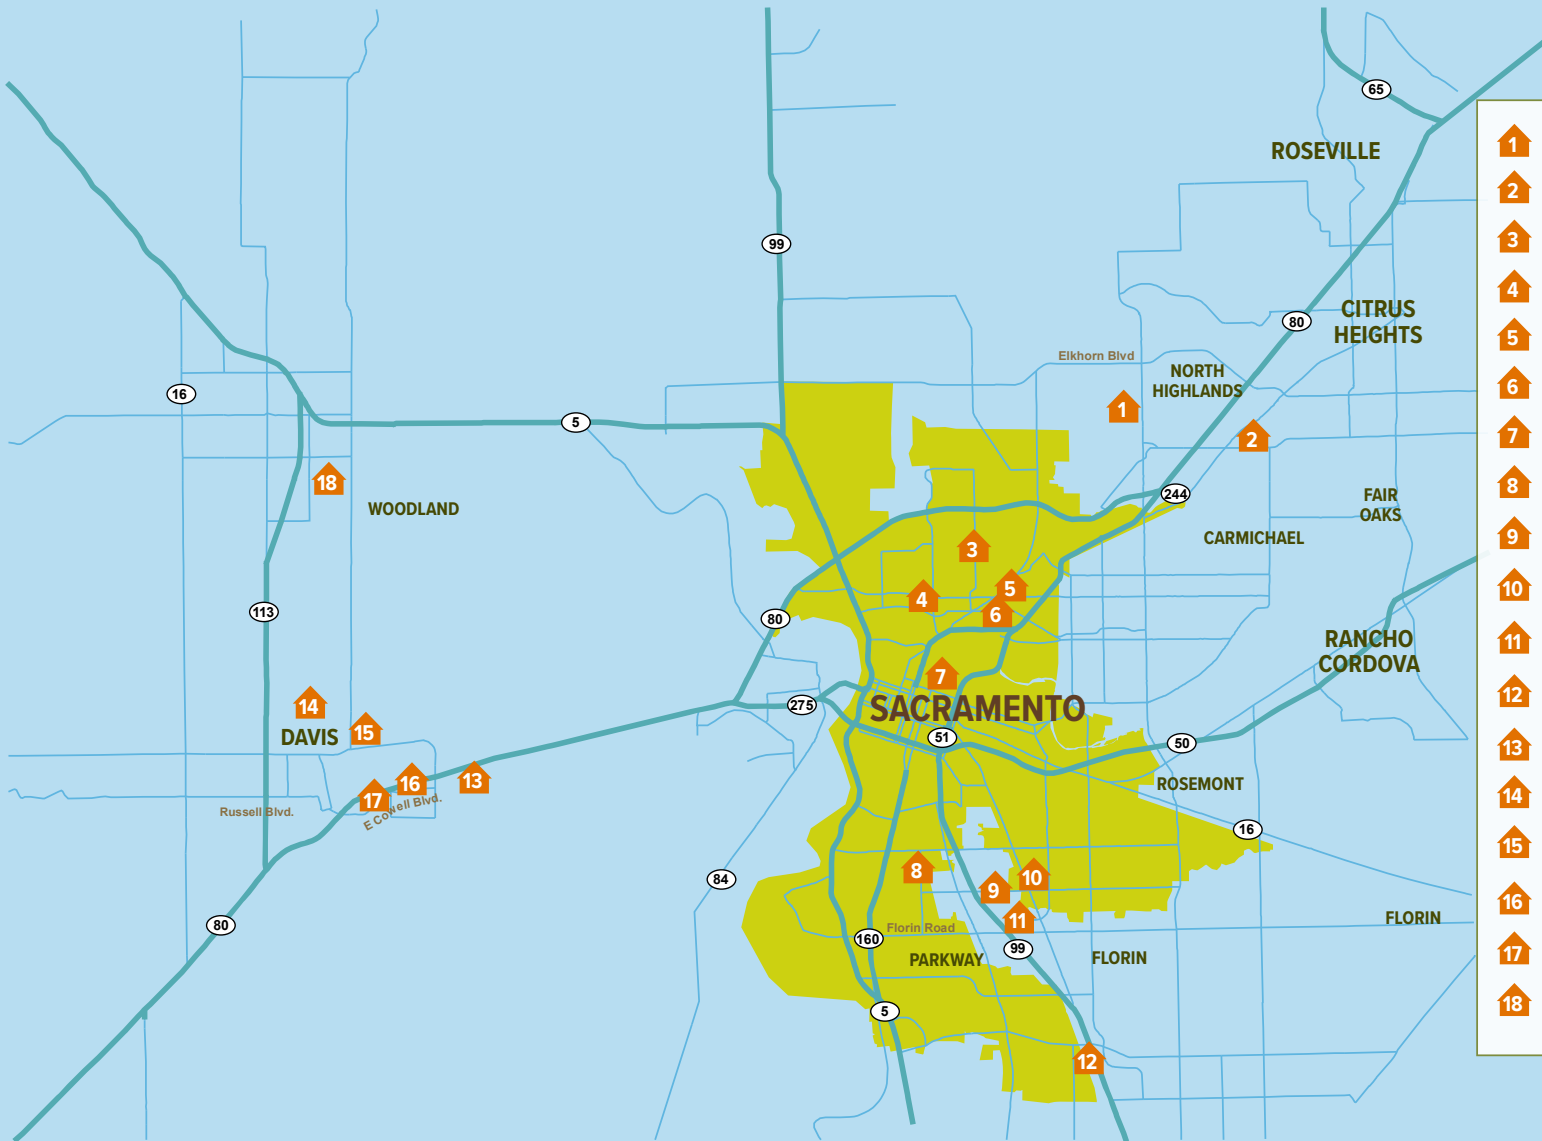 65
ROSEVILLE
99
CITRUS
HEIGHTS
80
Elkhorn Blvd
NORTH
HIGHLANDS
16
5
1
2
18
WOODLAND
244
FAIR
OAKS
CARMICHAEL
3
5
4
6
113
80
RANCHO
CORDOVA
7
14
275
SACRAMENTO
15
DAVIS
51
50
16
13
17
E Cowell Blvd.
Russell Blvd.
ROSEMONT
16
8
10
9
84
11
80
160
Florin Road
99
FLORIN
PARKWAY
FLORIN
5
12
1
2
3
4
5
6
7
8
9
10
11
12
13
14
15
16
17
18